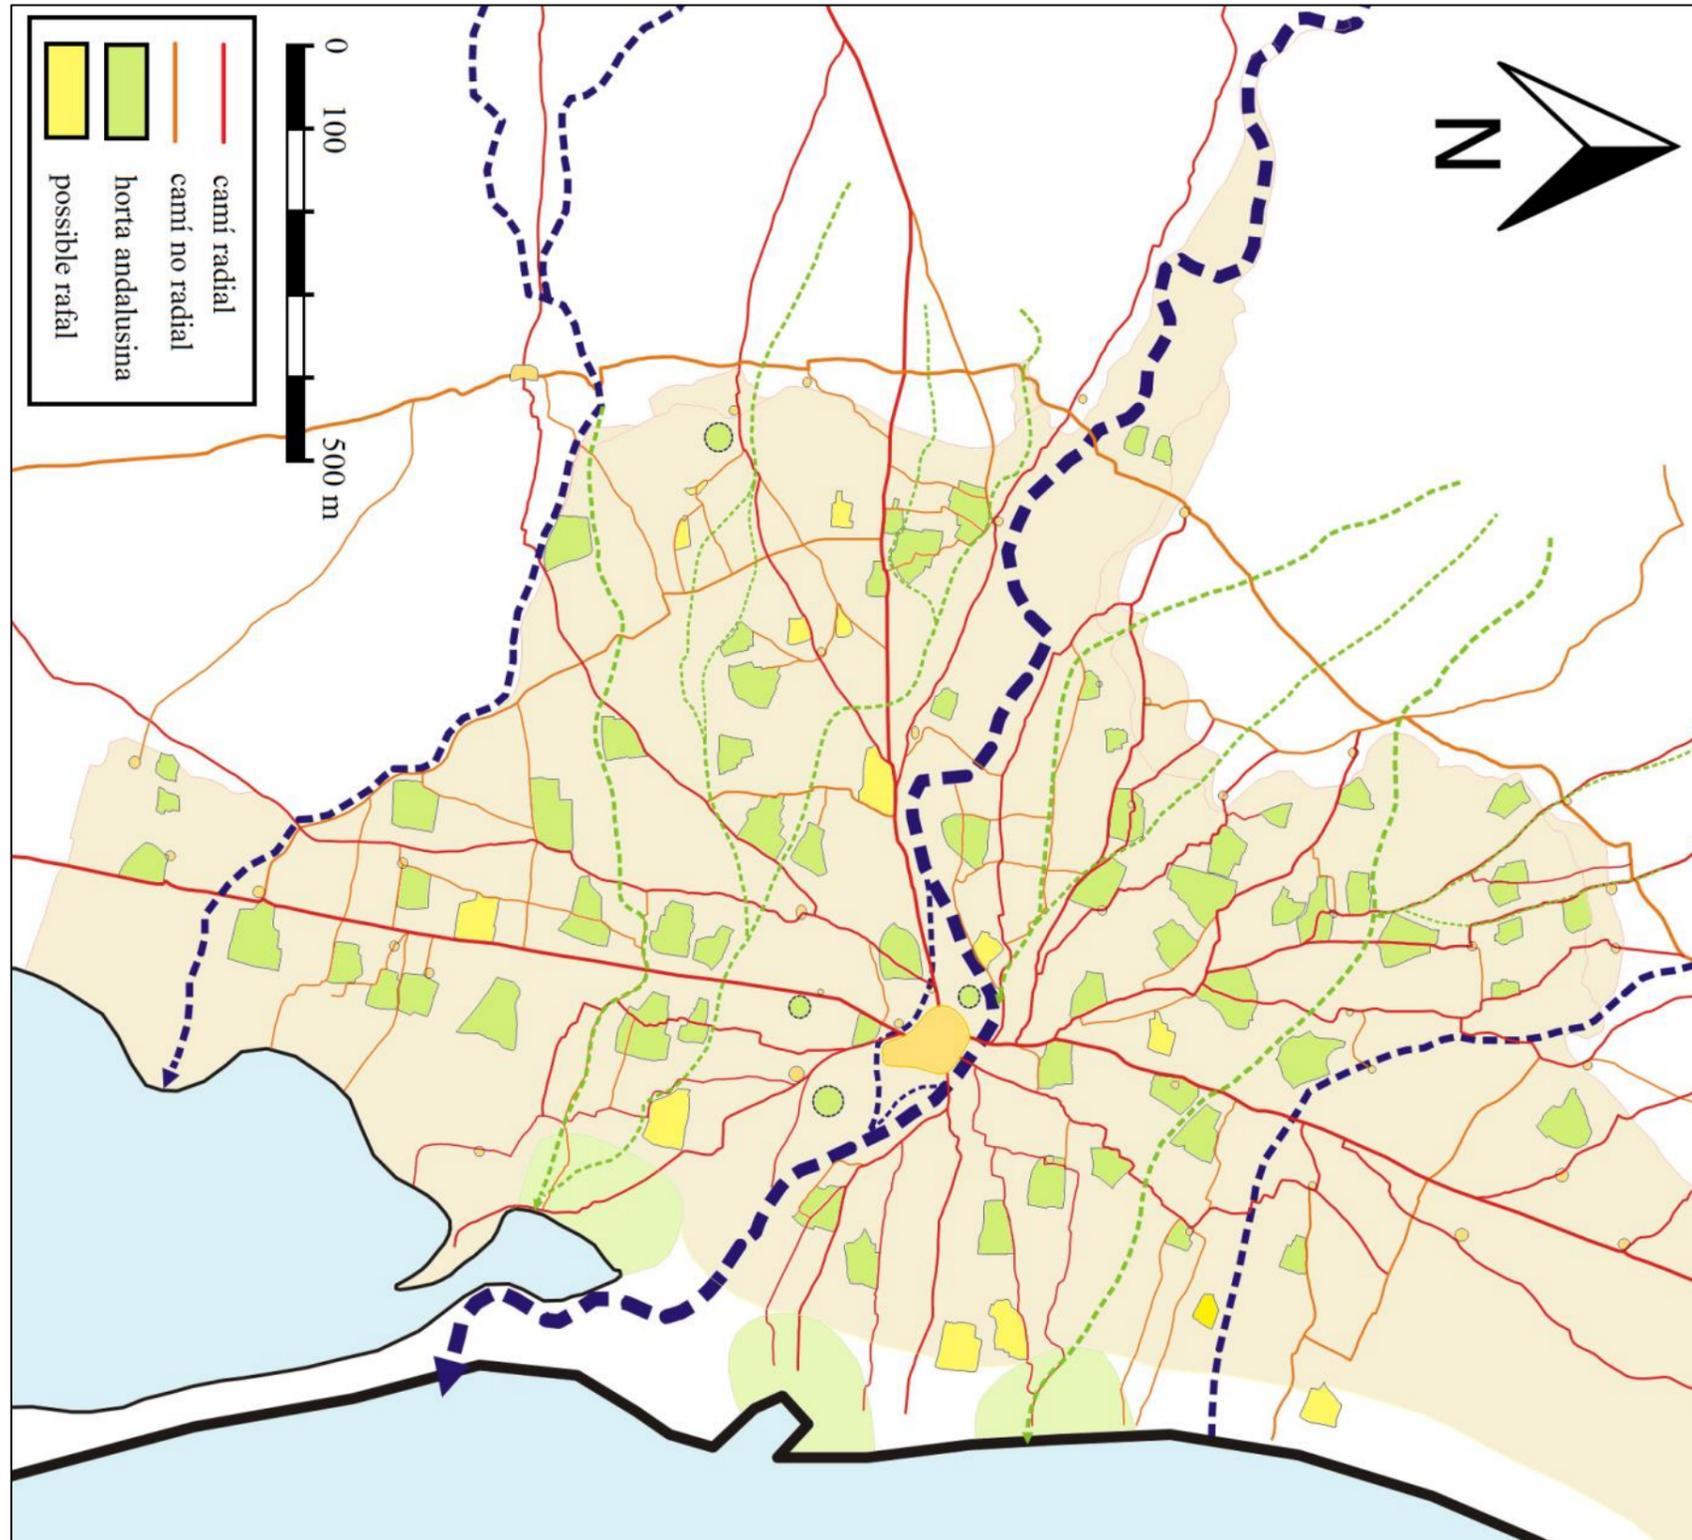 N
0
100
500 m
camí radial
camí no radial
horta andalusina
possible rafal